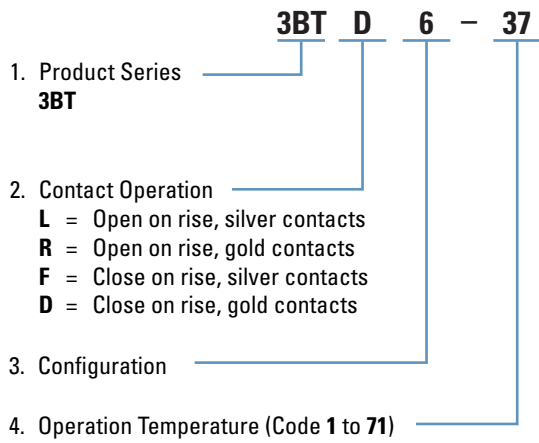 3BT D 6 – 37
1. Product Series
3BT
2. Contact Operation
L = Open on rise, silver contacts
R = Open on rise, gold contacts
F = Close on rise, silver contacts
D = Close on rise, gold contacts
3. Configuration
4. Operation Temperature (Code 1 to 71)